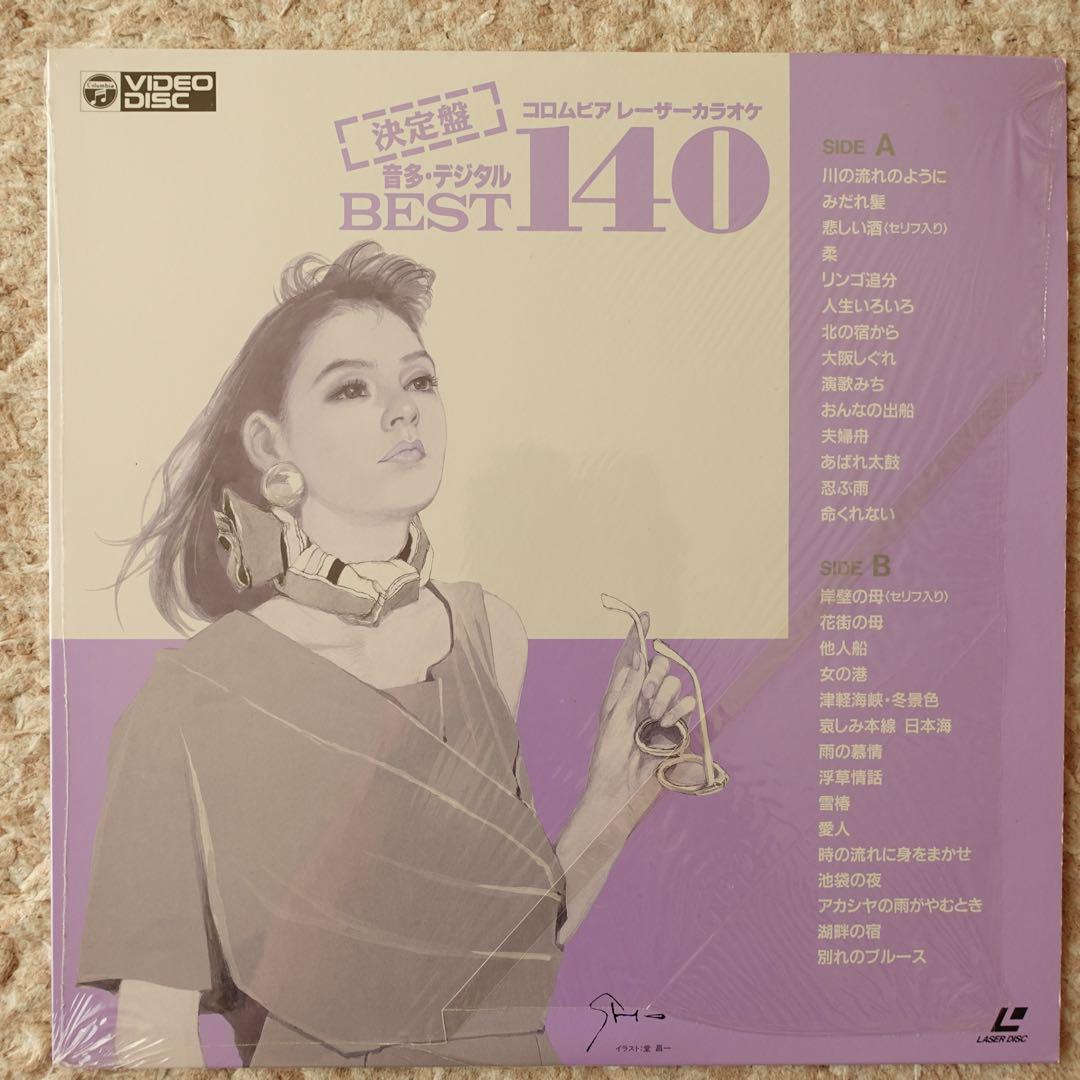 Columbia
VIDEO
DISC
決定盤
コロムビア レーザーカラオケ
音多・デジタル
BEST 140
SIDE A
川の流れのように
みだれ髪
悲しい酒〈セリフ入り〉
柔
リンゴ追分
人生いろいろ
北の宿から
大阪しぐれ
演歌みち
おんなの出船
夫婦舟
あばれ太鼓
忍ぶ雨
命くれない
SIDE B
岸壁の母〈セリフ入り〉
花街の母
他人船
女の港
津軽海峡・冬景色
哀しみ本線 日本海
雨の慕情
浮草情話
雪椿
愛人
時の流れに身をまかせ
池袋の夜
アカシヤの雨がやむとき
湖畔の宿
別れのブルース
イラスト:堂 昌一
LASER DISC